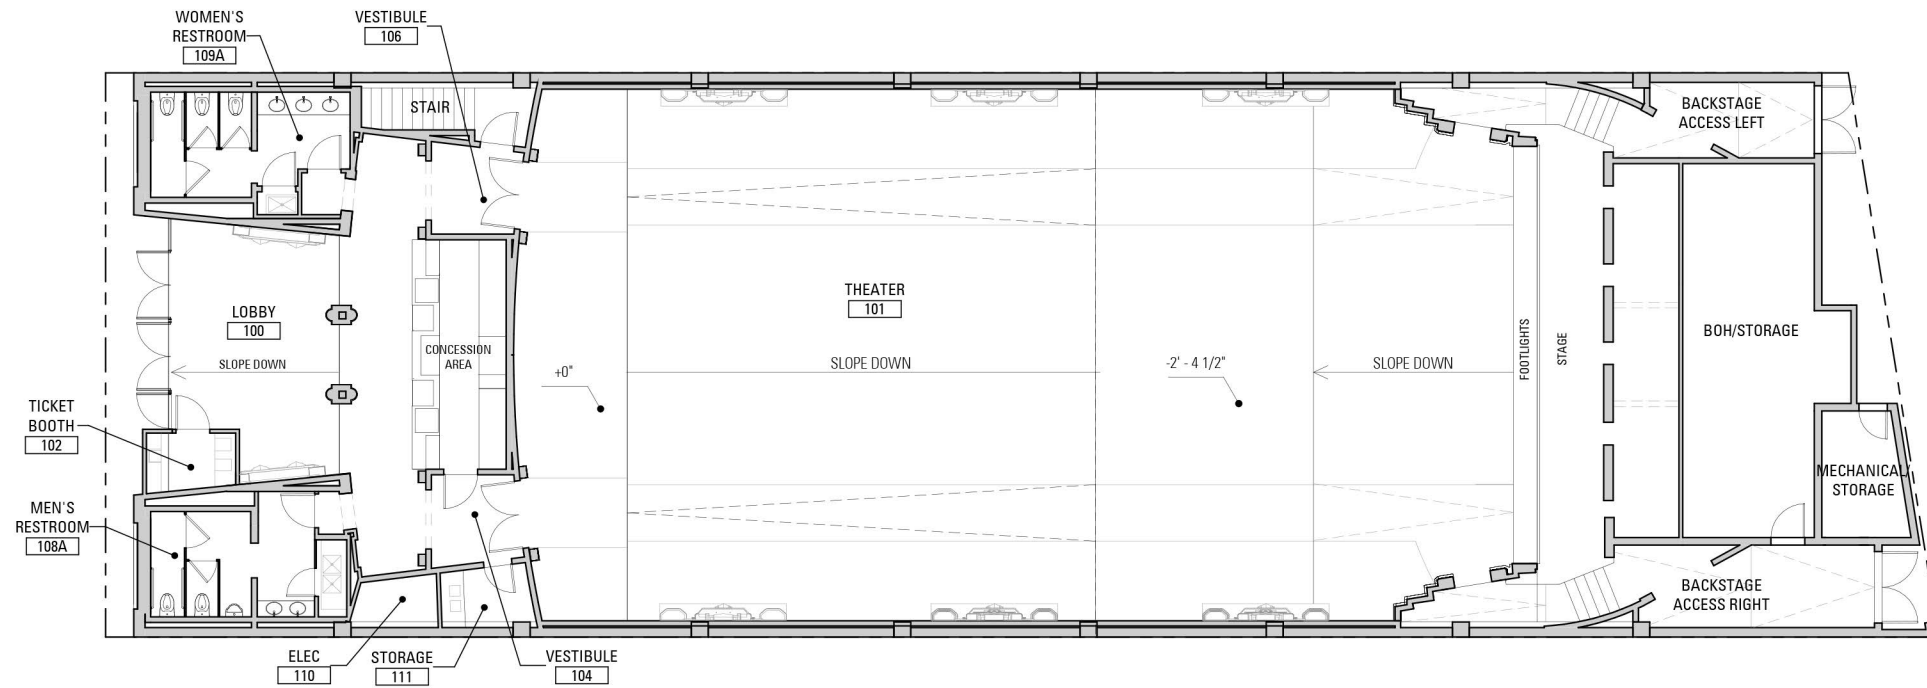 WOMEN'S
RESTROOM
109A
VESTIBULE
106
STAIR
BACKSTAGE
ACCESS LEFT
THEATER
101
LOBBY
100
SLOPE DOWN
CONCESSION
AREA
+0"
SLOPE DOWN
-2' - 4 1/2"
SLOPE DOWN
FOOTLIGHTS
STAGE
BOH/STORAGE
TICKET
BOOTH
102
MECHANICAL/
STORAGE
MEN'S
RESTROOM
108A
BACKSTAGE
ACCESS RIGHT
ELEC
110
STORAGE
111
VESTIBULE
104